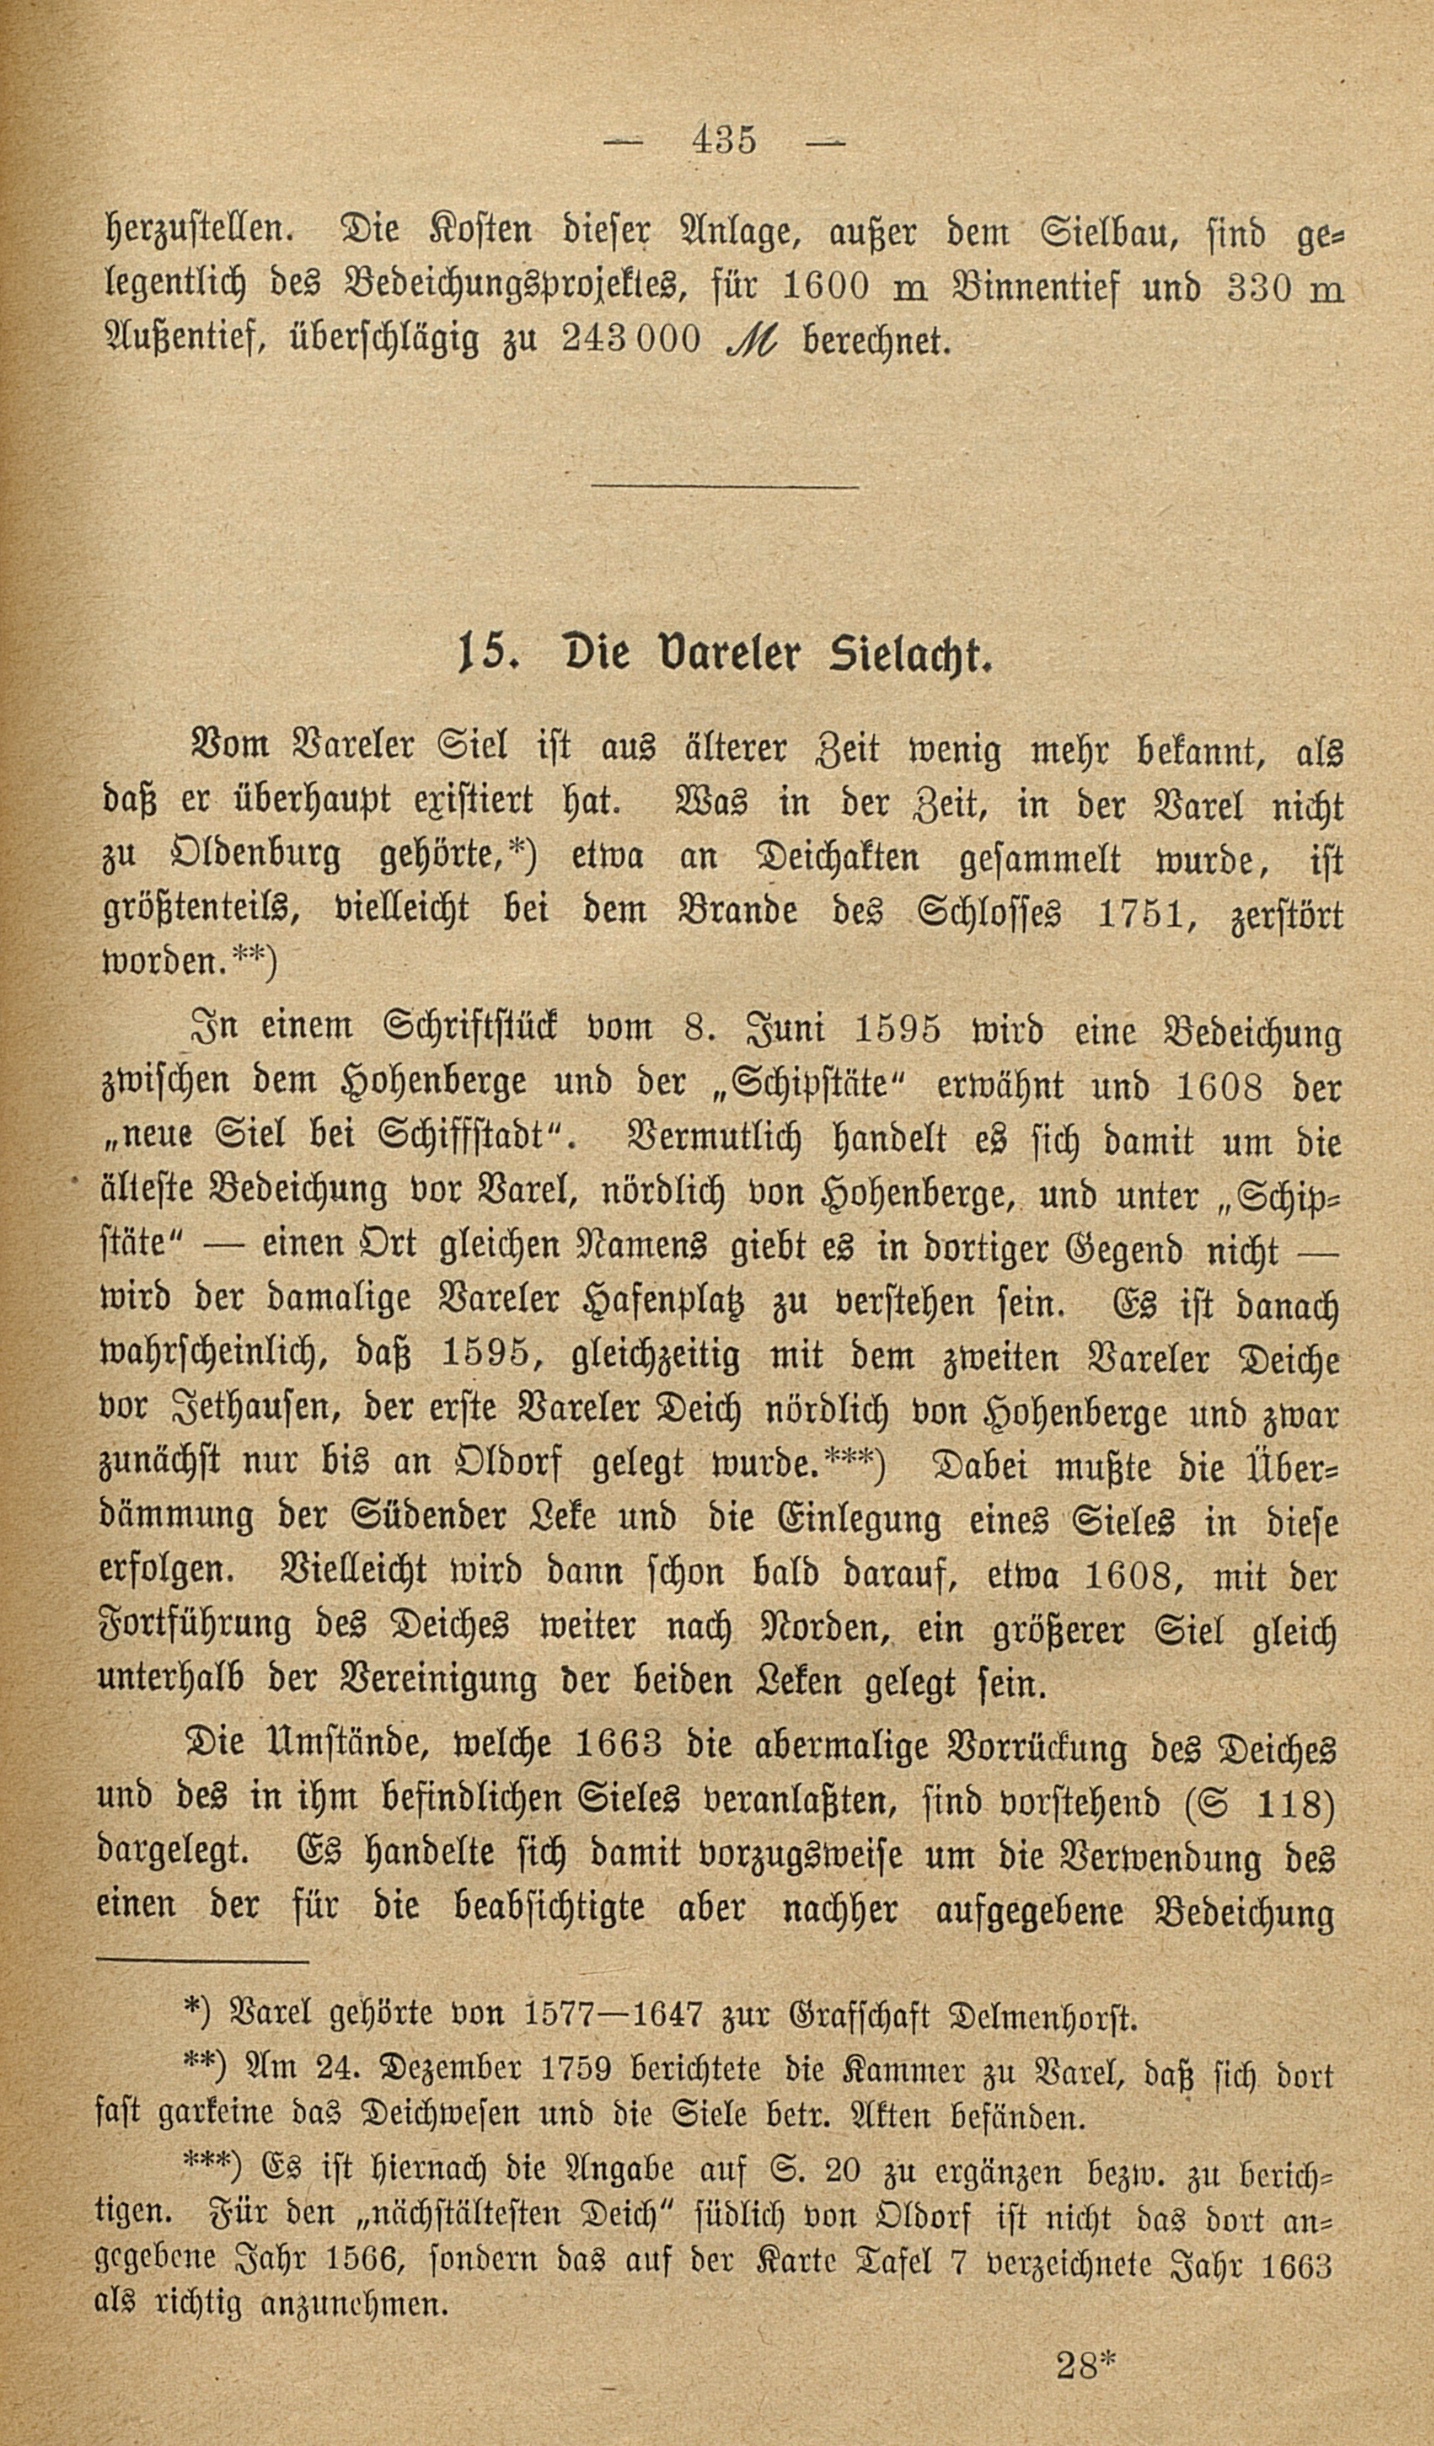 — 435 —
herzustellen. Die Kosten dieser Anlage, außer dem Sielbau, sind ge-
legentlich des Bedeichungsprojektes, für 1600 m Binnentief und 330 m
Außentief, überschlägig zu 243 000 ℳ berechnet.
15. Die Vareler Sielacht.
Vom Vareler Siel ist aus älterer Zeit wenig mehr bekannt, als
daß er überhaupt existiert hat. Was in der Zeit, in der Varel nicht
zu Oldenburg gehörte,*) etwa an Deichakten gesammelt wurde, ist
größtenteils, vielleicht bei dem Brande des Schlosses 1751, zerstört
worden.**)
In einem Schriftstück vom 8. Juni 1595 wird eine Bedeichung
zwischen dem Hohenberge und der „Schipstäte“ erwähnt und 1608 der
„neue Siel bei Schiffstadt“. Vermutlich handelt es sich damit um die
älteste Bedeichung vor Varel, nördlich von Hohenberge, und unter „Schip-
stäte“ — einen Ort gleichen Namens giebt es in dortiger Gegend nicht —
wird der damalige Vareler Hafenplatz zu verstehen sein. Es ist danach
wahrscheinlich, daß 1595, gleichzeitig mit dem zweiten Vareler Deiche
vor Jethausen, der erste Vareler Deich nördlich von Hohenberge und zwar
zunächst nur bis an Oldorf gelegt wurde.***) Dabei mußte die Über-
dämmung der Südender Leke und die Einlegung eines Sieles in diese
erfolgen. Vielleicht wird dann schon bald darauf, etwa 1608, mit der
Fortführung des Deiches weiter nach Norden, ein größerer Siel gleich
unterhalb der Vereinigung der beiden Leken gelegt sein.
Die Umstände, welche 1663 die abermalige Vorrückung des Deiches
und des in ihm befindlichen Sieles veranlaßten, sind vorstehend (S 118)
dargelegt. Es handelte sich damit vorzugsweise um die Verwendung des
einen der für die beabsichtigte aber nachher aufgegebene Bedeichung
*) Varel gehörte von 1577—1647 zur Grafschaft Delmenhorst.
**) Am 24. Dezember 1759 berichtete die Kammer zu Varel, daß sich dort
fast garkeine das Deichwesen und die Siele betr. Akten befänden.
***) Es ist hiernach die Angabe auf S. 20 zu ergänzen bezw. zu berich-
tigen. Für den „nächstältesten Deich“ südlich von Oldorf ist nicht das dort an-
gegebene Jahr 1566, sondern das auf der Karte Tafel 7 verzeichnete Jahr 1663
als richtig anzunehmen.
28*